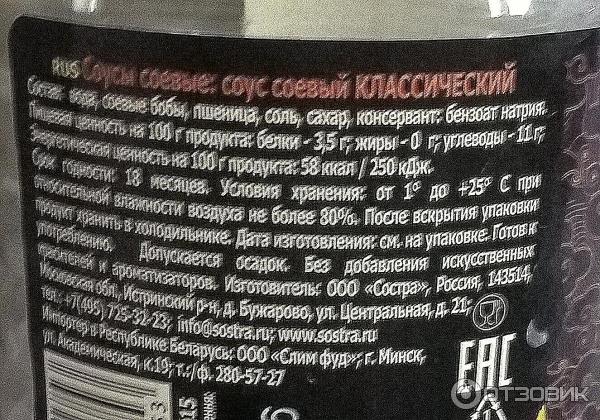 RUS Соусы соевые: соус соевый КЛАССИЧЕСКИЙ
Состав: вода, соевые бобы, пшеница, соль, сахар, консервант: бензоат натрия.
Пищевая ценность на 100 г продукта: белки - 3,5 г; жиры - 0 г; углеводы - 11 г;
Энергетическая ценность на 100 г продукта: 58 ккал / 250 кДж.
Срок годности: 18 месяцев. Условия хранения: от 1° до +25° С при
относительной влажности воздуха не более 80%. После вскрытия упаковки
продукт хранить в холодильнике. Дата изготовления: см. на упаковке. Готов к
употреблению. Допускается осадок. Без добавления искусственных
красителей и ароматизаторов. Изготовитель: ООО «Состра», Россия, 143514,
Московская обл., Истринский р-н, д. Бужарово, ул. Центральная, д. 21;
тел.: +7(495) 725-32-23; info@sostra.ru; www.sostra.ru
Импортер в Республике Беларусь: ООО «Слим фуд»; г. Минск,
ул. Академическая, к.19; т.:/ф. 280-57-27
EAC
ОТЗОВИК